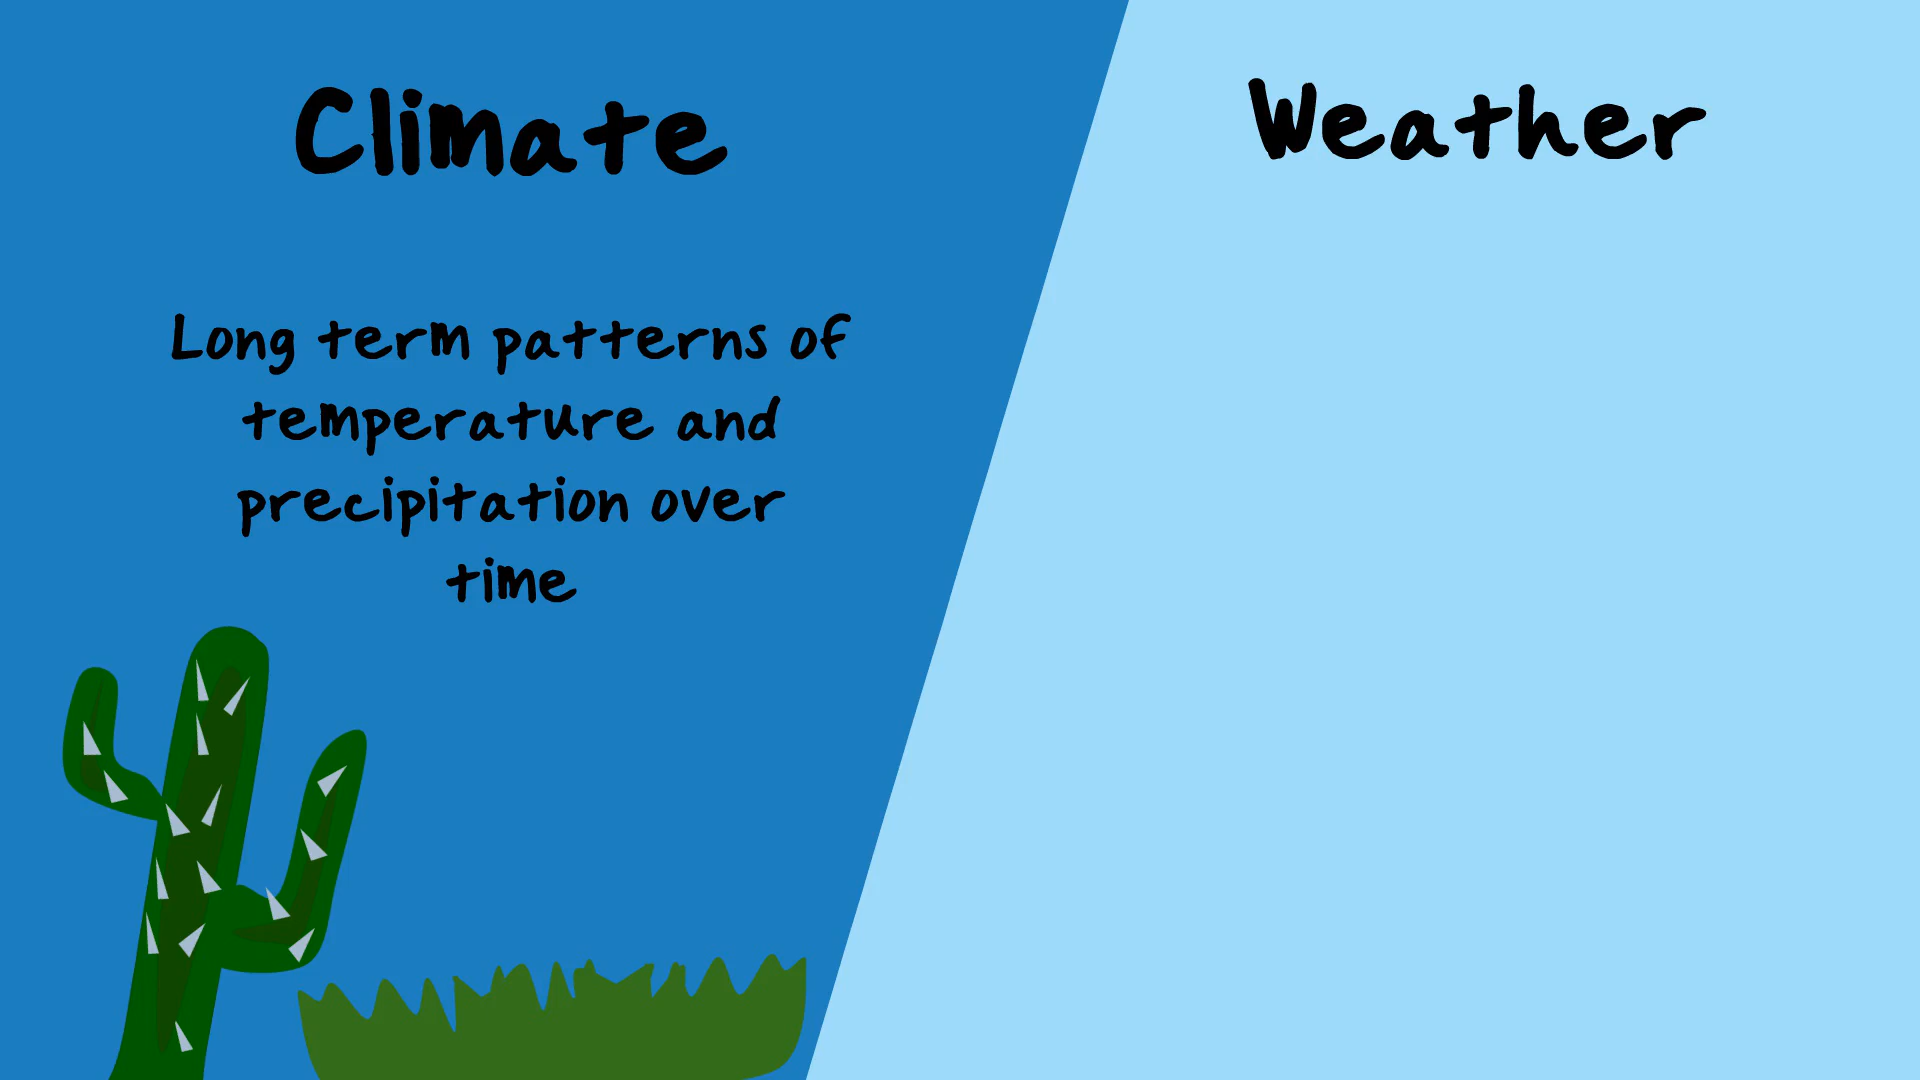 Climate
Weather
Long term patterns of
temperature and
precipitation over
time